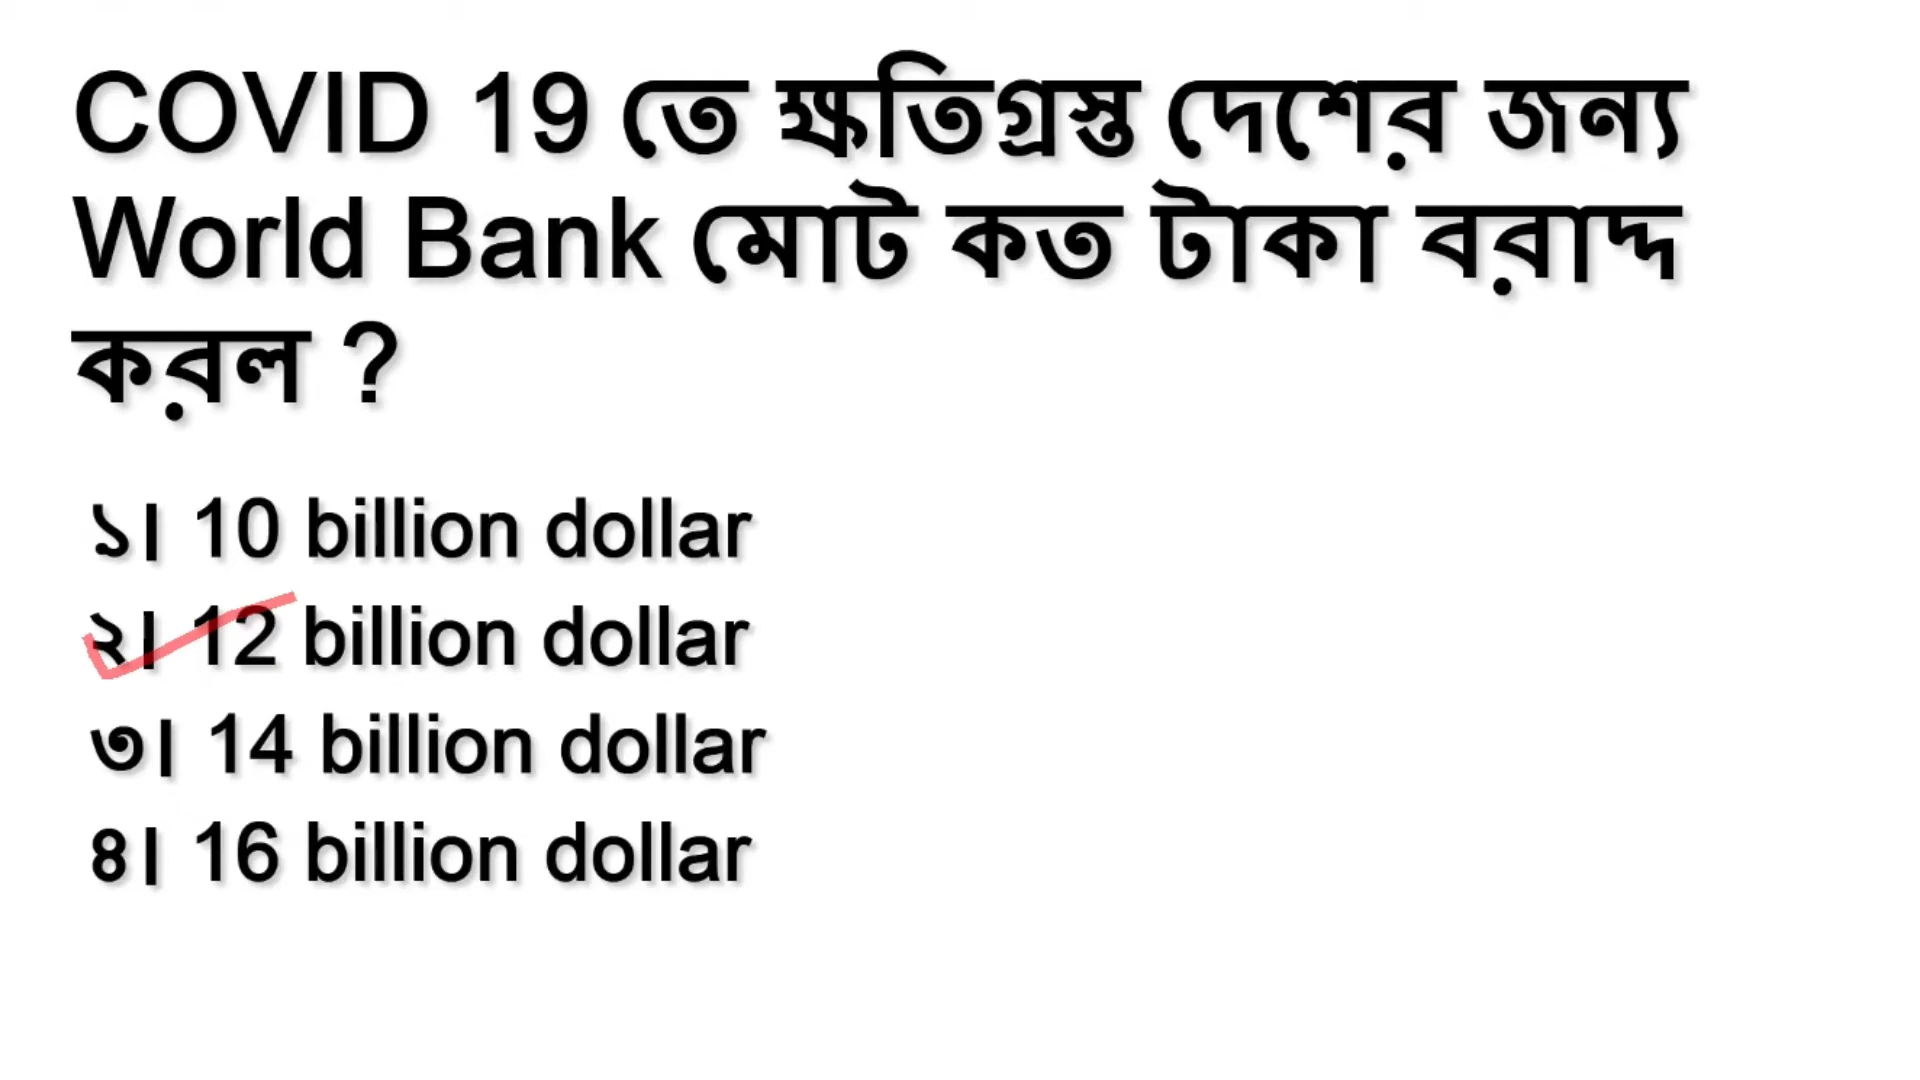 COVID 19 তে ক্ষতিগ্রস্ত দেশের জন্য
World Bank মোট কত টাকা বরাদ্দ
করল ?
১। 10 billion dollar
২। 12 billion dollar
৩। 14 billion dollar
৪। 16 billion dollar